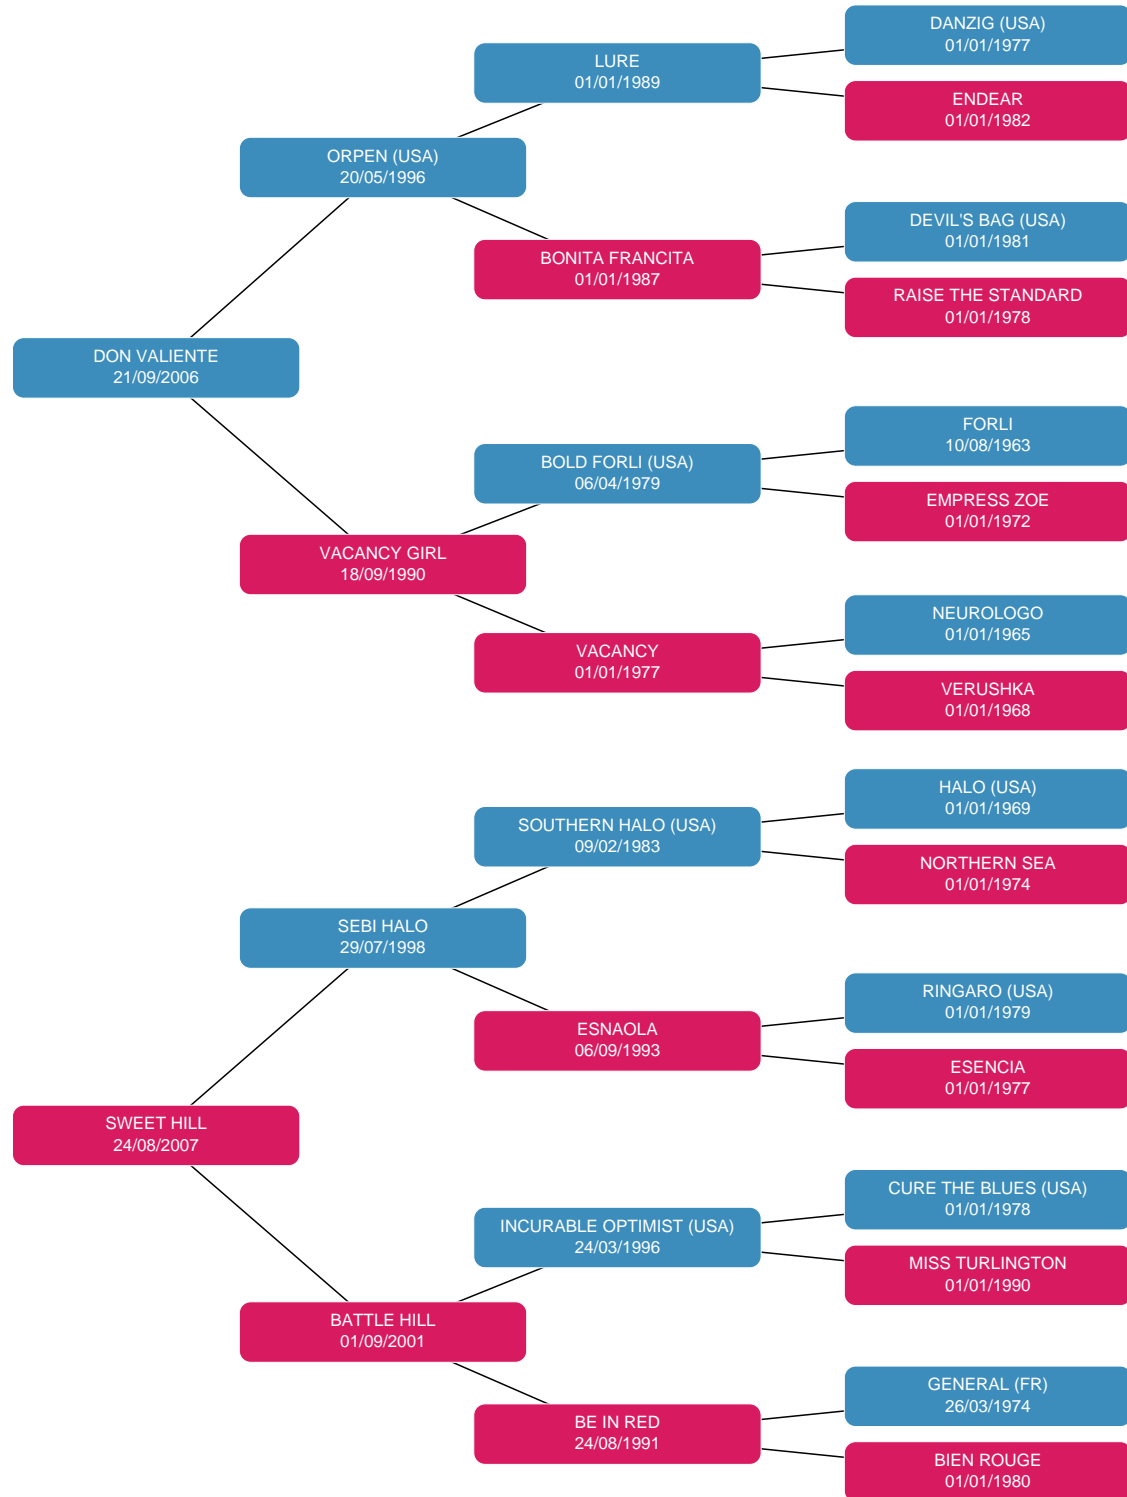 DANZIG (USA)
01/01/1977
LURE
01/01/1989
ENDEAR
01/01/1982
ORPEN (USA)
20/05/1996
DEVIL'S BAG (USA)
01/01/1981
BONITA FRANCITA
01/01/1987
RAISE THE STANDARD
01/01/1978
DON VALIENTE
21/09/2006
FORLI
10/08/1963
BOLD FORLI (USA)
06/04/1979
EMPRESS ZOE
01/01/1972
VACANCY GIRL
18/09/1990
NEUROLOGO
01/01/1965
VACANCY
01/01/1977
VERUSHKA
01/01/1968
HALO (USA)
01/01/1969
SOUTHERN HALO (USA)
09/02/1983
NORTHERN SEA
01/01/1974
SEBI HALO
29/07/1998
RINGARO (USA)
01/01/1979
ESNAOLA
06/09/1993
ESENCIA
01/01/1977
SWEET HILL
24/08/2007
CURE THE BLUES (USA)
01/01/1978
INCURABLE OPTIMIST (USA)
24/03/1996
MISS TURLINGTON
01/01/1990
BATTLE HILL
01/09/2001
GENERAL (FR)
26/03/1974
BE IN RED
24/08/1991
BIEN ROUGE
01/01/1980